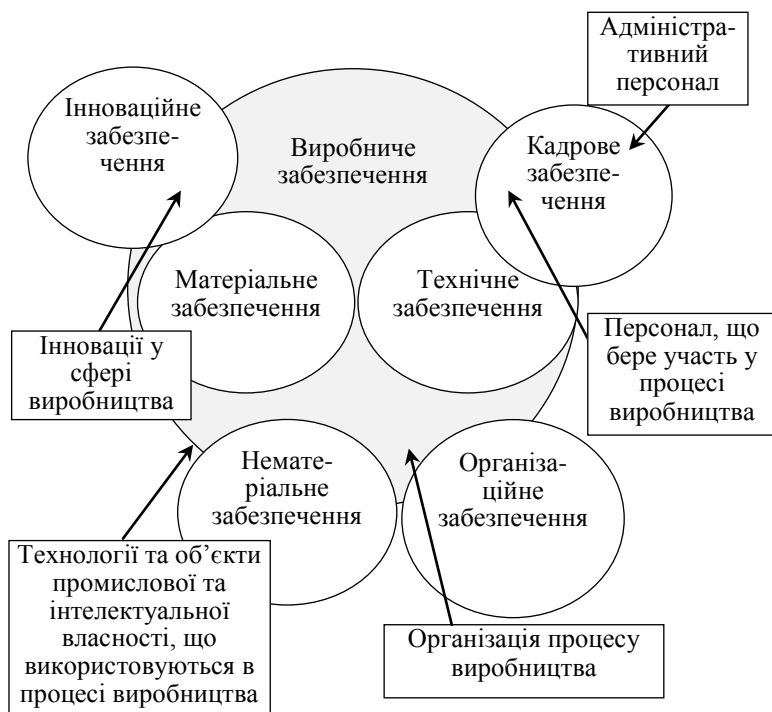 Адміністра-
тивний
персонал
Інноваційне
забезпе-
чення
Виробниче
забезпечення
Кадрове
забезпе-
чення
Матеріальне
забезпечення
Технічне
забезпечення
Інновації у
сфері
виробництва
Персонал, що
бере участь у
процесі
виробництва
Немате-
ріальне
забезпечення
Організа-
ційне
забезпечення
Технології та об’єкти
промислової та
інтелектуальної
власності, що
використовуються в
процесі виробництва
Організація процесу
виробництва